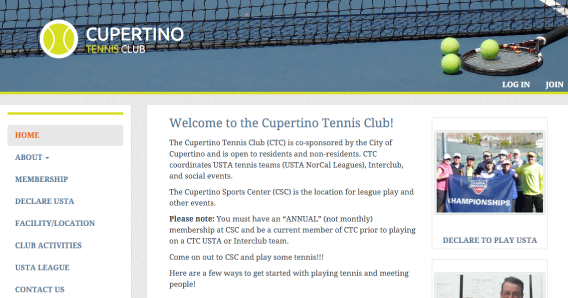 CUPERTINO
TENNIS CLUB
LOG IN
JOIN
HOME
ABOUT
MEMBERSHIP
DECLARE USTA
FACILITY/LOCATION
CLUB ACTIVITIES
USTA LEAGUE
CONTACT US
Welcome to the Cupertino Tennis Club!
The Cupertino Tennis Club (CTC) is co-sponsored by the City of
Cupertino and is open to residents and non-residents. CTC
coordinates USTA tennis teams (USTA NorCal Leagues), Interclub,
and social events.
The Cupertino Sports Center (CSC) is the location for league play and
other events.
Please note: You must have an "ANNUAL" (not monthly)
membership at CSC and be a current member of CTC prior to playing
on a CTC USTA or Interclub team.
Come on out to CSC and play some tennis!!!
Here are a few ways to get started with playing tennis and meeting
people!
CHAMPIONSHIPS
DECLARE TO PLAY USTA